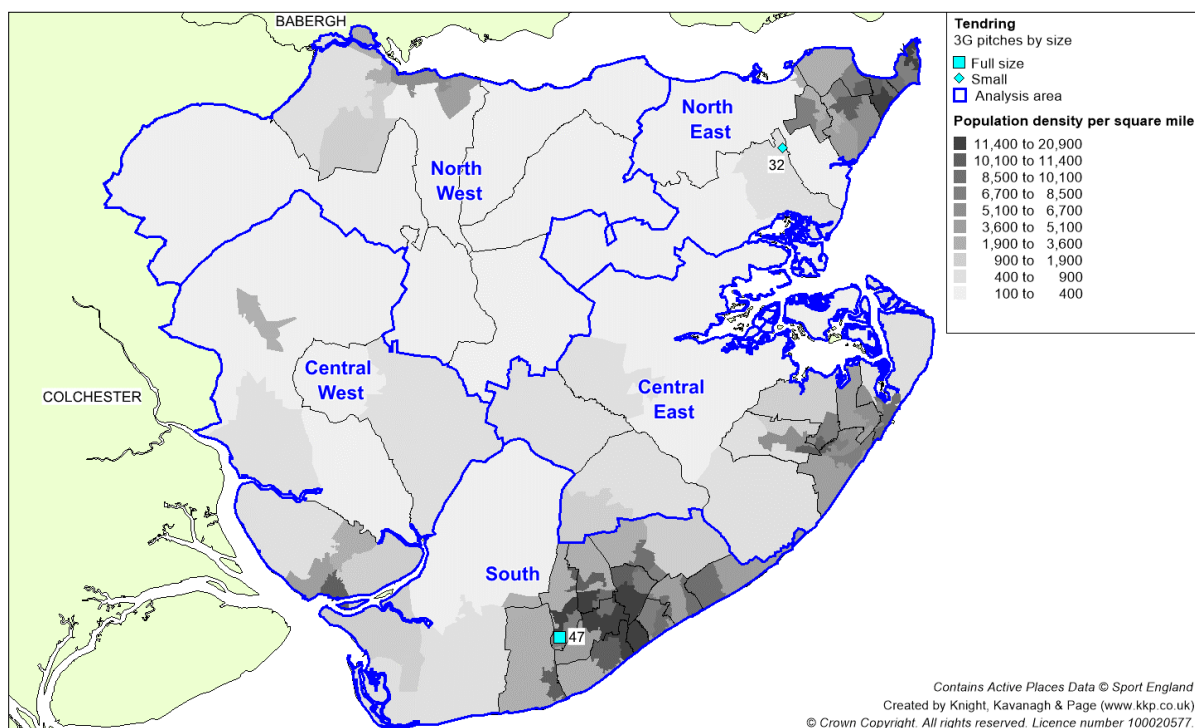 BABERGH
North
East
32
North
West
Central
West
COLCHESTER
Central
East
South
47
Tendring
3G pitches by size
Full size
Small
Analysis area
Population density per square mile
11,400 to 20,900
10,100 to 11,400
8,500 to 10,100
6,700 to 8,500
5,100 to 6,700
3,600 to 5,100
1,900 to 3,600
900 to 1,900
400 to 900
100 to 400
Contains Active Places Data © Sport England
Created by Knight, Kavanagh & Page (www.kkp.co.uk)
© Crown Copyright. All rights reserved. Licence number 100020577.